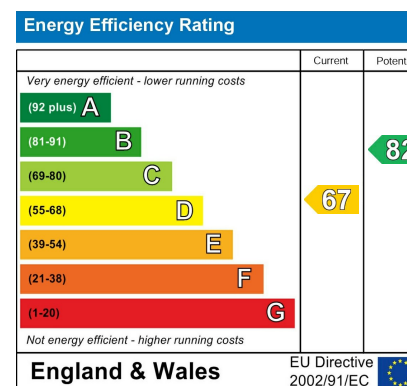 Energy Efficiency Rating
Current Potent
Very energy efficient - lower running costs
(92 plus) A
(81-91) B
82
(69-80) C
(55-68) D
67
(39-54) E
(21-38) F
(1-20) G
Not energy efficient - higher running costs
England & Wales
EU Directive
2002/91/EC